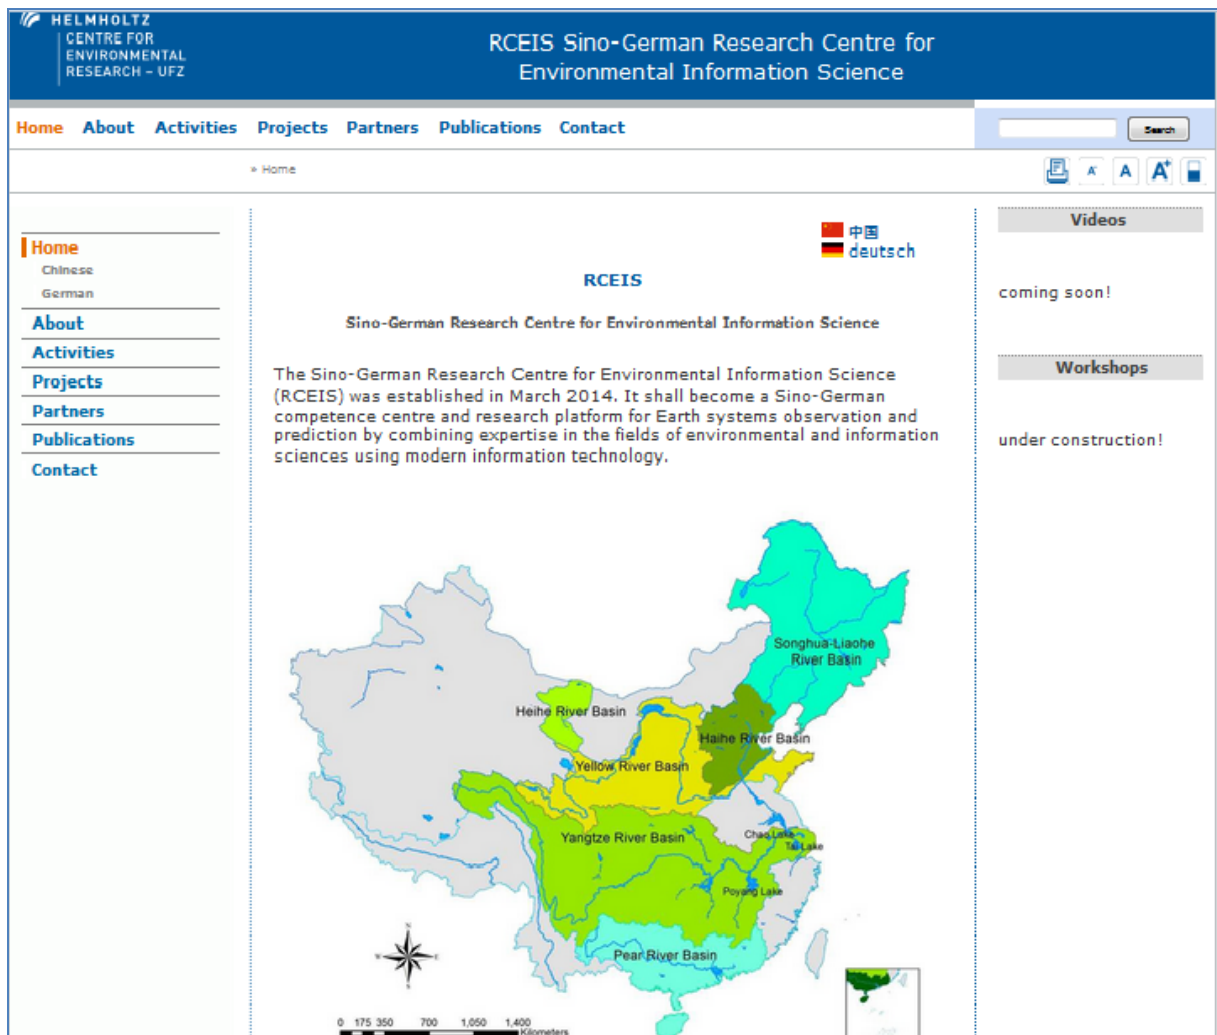 HELMHOLTZ
CENTRE FOR
ENVIRONMENTAL
RESEARCH – UFZ
RCEIS Sino-German Research Centre for
Environmental Information Science
Home About Activities Projects Partners Publications Contact
Search
» Home
A- A A+
Home
Chinese
German
About
Activities
Projects
Partners
Publications
Contact
中国
deutsch
RCEIS
Sino-German Research Centre for Environmental Information Science
The Sino-German Research Centre for Environmental Information Science
(RCEIS) was established in March 2014. It shall become a Sino-German
competence centre and research platform for Earth systems observation and
prediction by combining expertise in the fields of environmental and information
sciences using modern information technology.
Songhua-Liaohe
River Basin
Heihe River Basin
Haihe River Basin
Yellow River Basin
Yangtze River Basin
Chao Lake
Tai Lake
Poyang Lake
Pear River Basin
N
W E
S
0 175 350 700 1,050 1,400
Kilometers
Videos
coming soon!
Workshops
under construction!